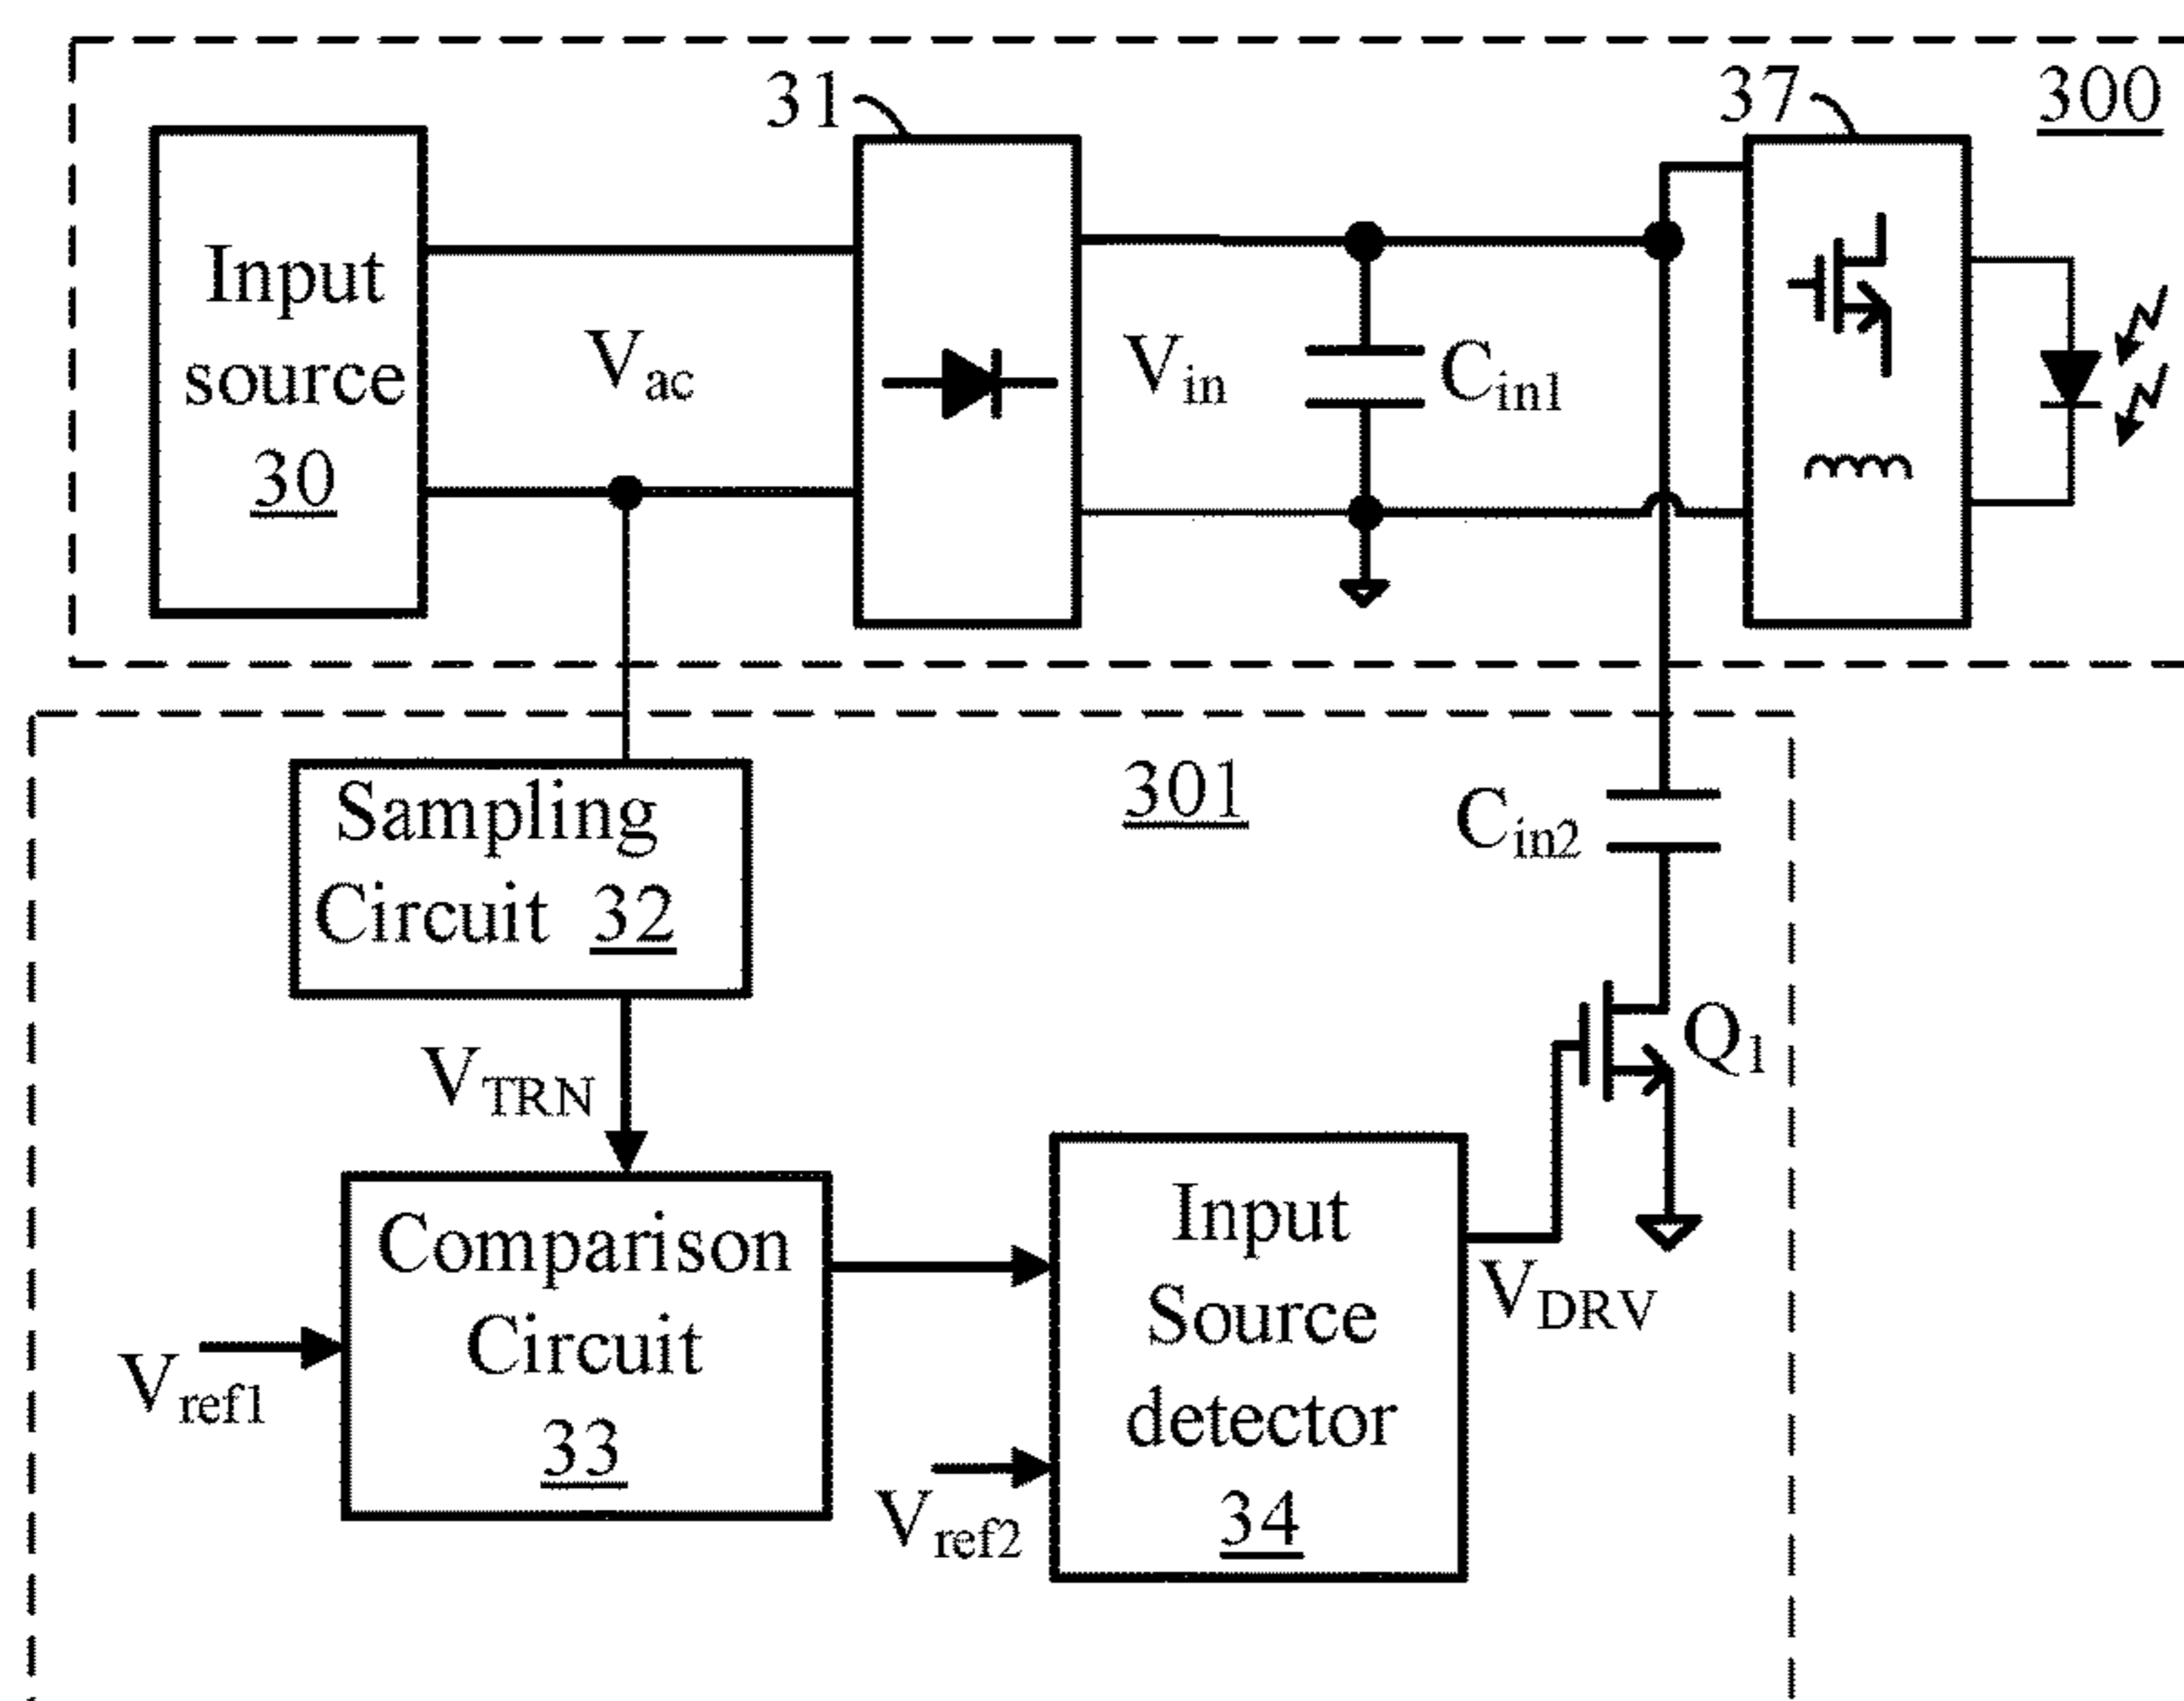 31
37
300
Input
source
30
Vac
Vin
Cin1
Sampling
Circuit 32
301
Cin2
VTRN
Q1
Comparison
Circuit
33
Vref1
Input
Source
detector
34
Vref2
VDRV